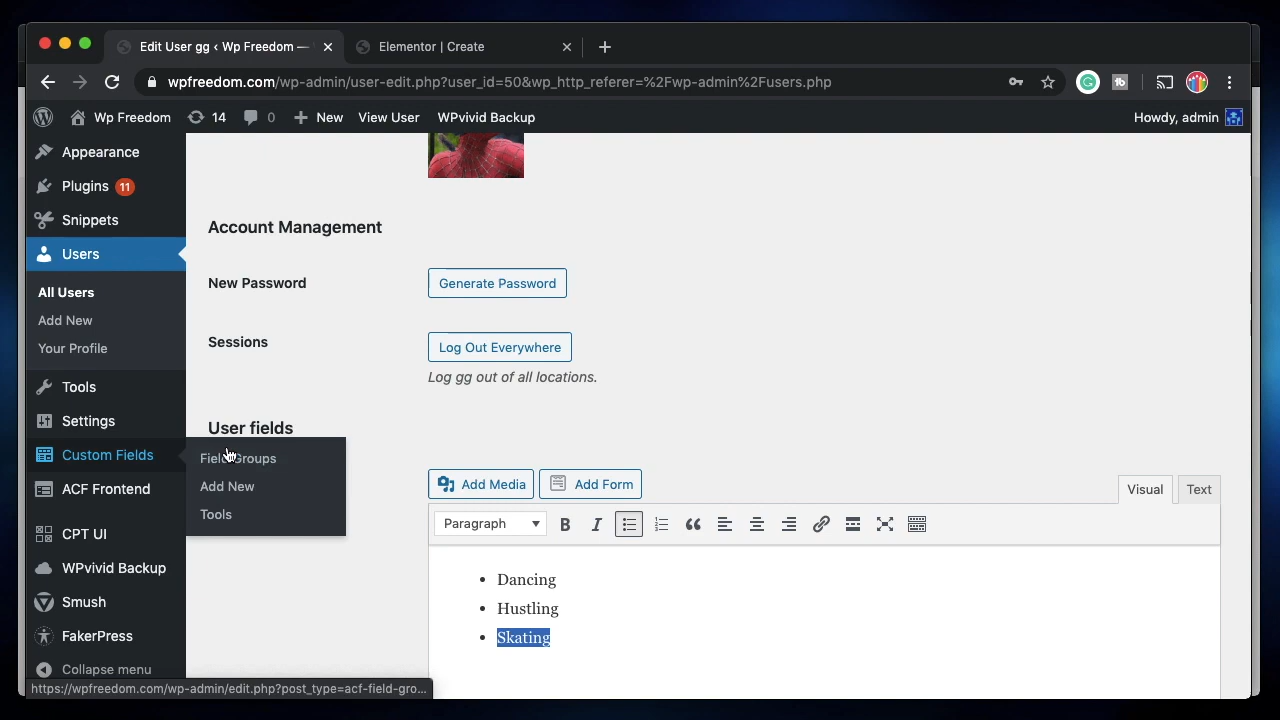 Edit User gg ‹ Wp Freedom —
Elementor | Create
wpfreedom.com/wp-admin/user-edit.php?user_id=50&wp_http_referer=%2Fwp-admin%2Fusers.php
Wp Freedom
14
0
New
View User
WPvivid Backup
Howdy, admin
Appearance
Plugins 11
Snippets
Users
All Users
Add New
Your Profile
Tools
Settings
Custom Fields
Field Groups
Add New
Tools
ACF Frontend
CPT UI
WPvivid Backup
Smush
FakerPress
Collapse menu
https://wpfreedom.com/wp-admin/edit.php?post_type=acf-field-gro...
Account Management
New Password
Generate Password
Sessions
Log Out Everywhere
Log gg out of all locations.
User fields
Add Media
Add Form
Visual
Text
Paragraph
B I
• Dancing
• Hustling
• Skating